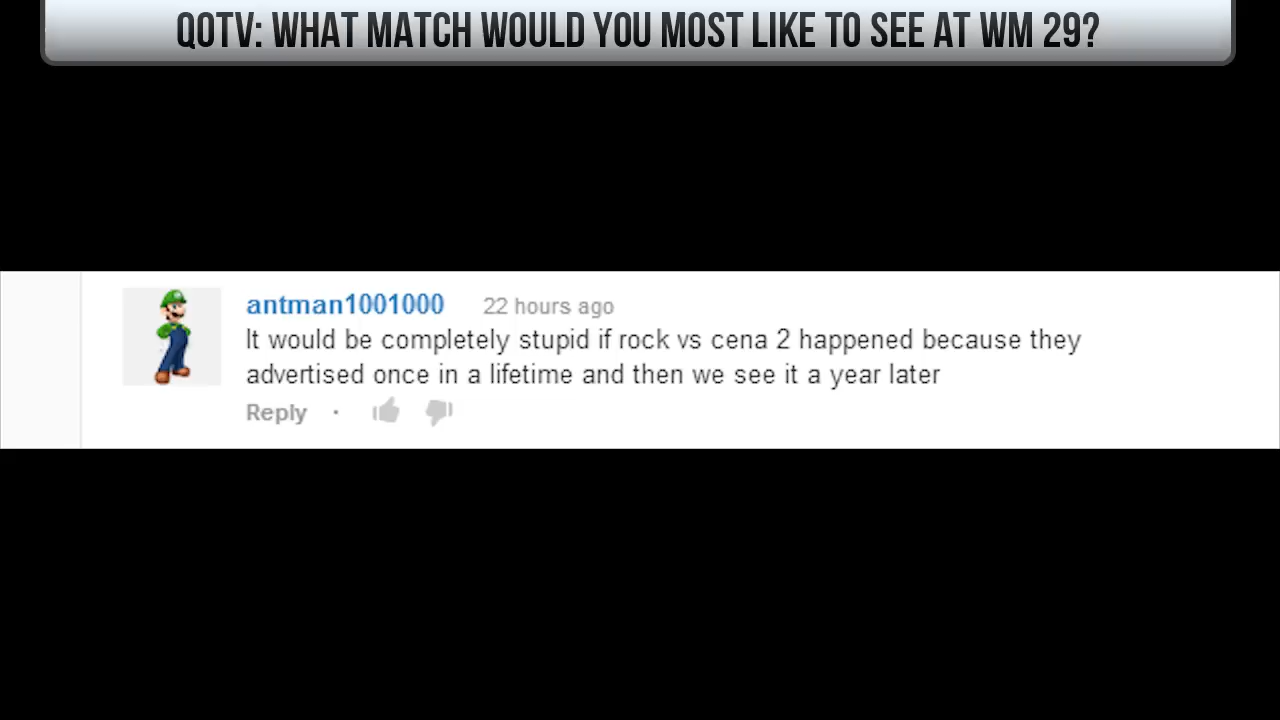 QOTV: WHAT MATCH WOULD YOU MOST LIKE TO SEE AT WM 29?
antman1001000 22 hours ago
It would be completely stupid if rock vs cena 2 happened because they
advertised once in a lifetime and then we see it a year later
Reply ·